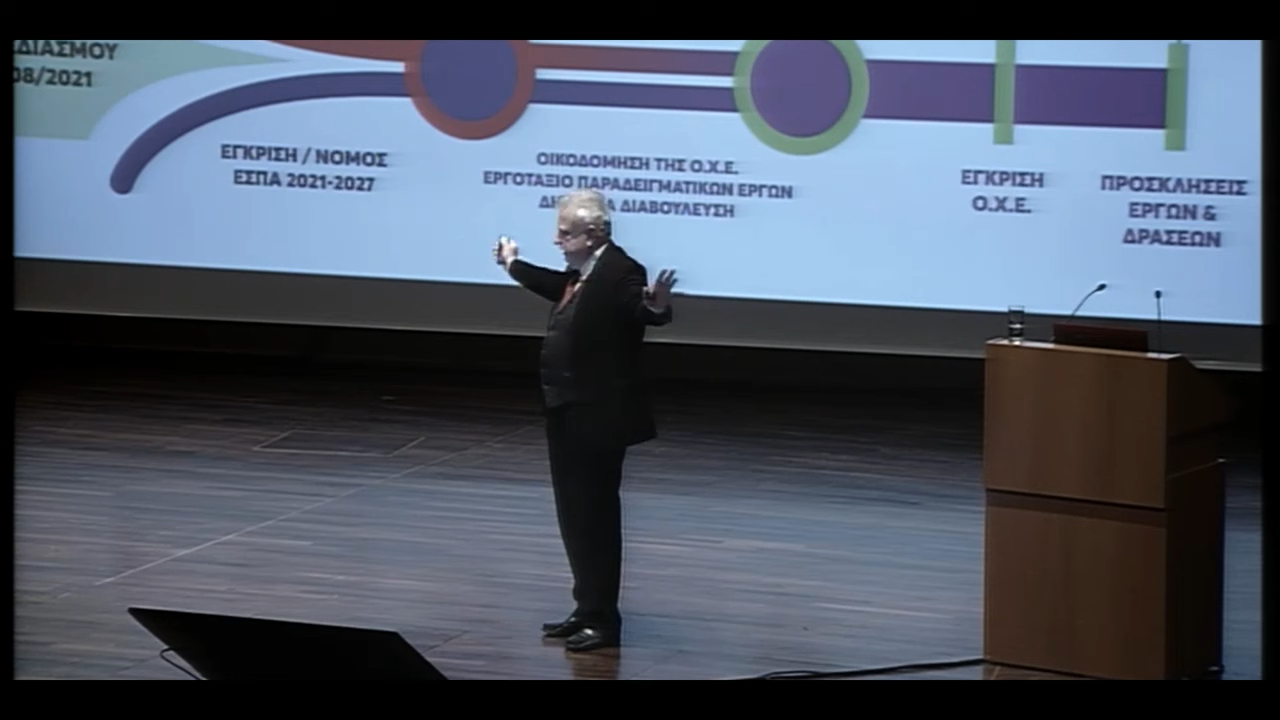 ΔΙΑΣΜΟΥ
08/2021
ΕΓΚΡΙΣΗ / ΝΟΜΟΣ
ΕΣΠΑ 2021-2027
ΟΙΚΟΔΟΜΗΣΗ ΤΗΣ Ο.Χ.Ε.
ΕΡΓΟΤΑΞΙΟ ΠΑΡΑΔΕΙΓΜΑΤΙΚΩΝ ΕΡΓΩΝ
ΔΙΑΒΟΥΛΕΥΣΗ
ΕΓΚΡΙΣΗ
Ο.Χ.Ε.
ΠΡΟΣΚΛΗΣΕΙΣ
ΕΡΓΩΝ &
ΔΡΑΣΕΩΝ